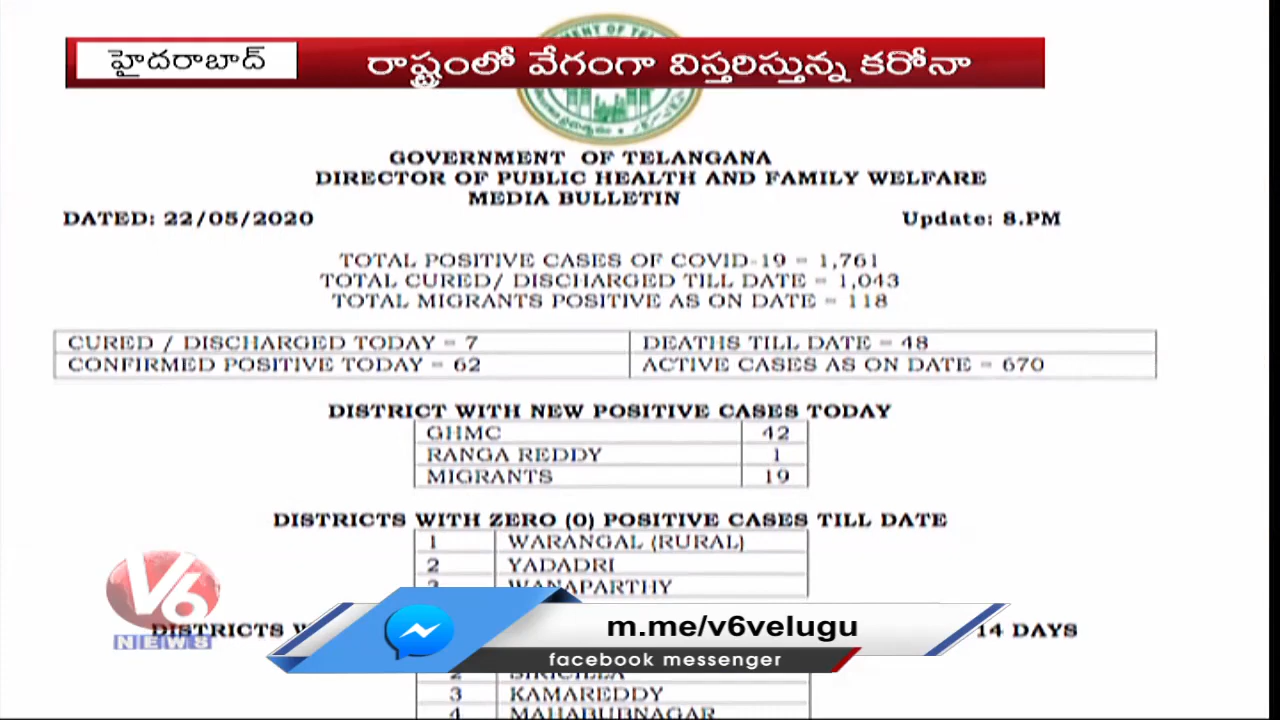 హైదరాబాద్
రాష్ట్రంలో వేగంగా విస్తరిస్తున్న కరోనా
GOVERNMENT OF TELANGANA
DIRECTOR OF PUBLIC HEALTH AND FAMILY WELFARE
MEDIA BULLETIN
DATED: 22/05/2020 Update: 8.PM
TOTAL POSITIVE CASES OF COVID-19 = 1,761
TOTAL CURED/ DISCHARGED TILL DATE = 1,043
TOTAL MIGRANTS POSITIVE AS ON DATE = 118
CURED / DISCHARGED TODAY = 7 DEATHS TILL DATE = 48
CONFIRMED POSITIVE TODAY = 62 ACTIVE CASES AS ON DATE = 670
DISTRICT WITH NEW POSITIVE CASES TODAY
GHMC 42
RANGA REDDY 1
MIGRANTS 19
DISTRICTS WITH ZERO (0) POSITIVE CASES TILL DATE
1 WARANGAL (RURAL)
2 YADADRI
3 WANAPARTHY
DISTRICTS 14 DAYS
2 SIRICILLA
3 KAMAREDDY
4 MAHABUBNAGAR
V6
NEWS
m.me/v6velugu
facebook messenger